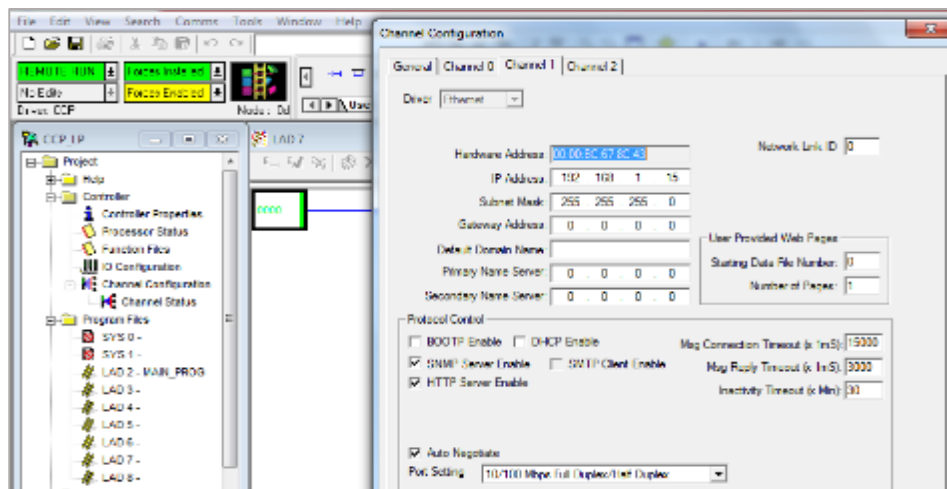 File Edit View Search Comms Tools Window Help
REMOTE RUN
Forces Installed
No Edits
Forces Enabled
Driver: CCP
Node : 0d
User
CCP_LP
Project
Help
Controller
Controller Properties
Processor Status
Function Files
IO Configuration
Channel Configuration
Channel Status
Program Files
SYS 0 -
SYS 1 -
LAD 2 - MAIN_PROG
LAD 3 -
LAD 4 -
LAD 5 -
LAD 6 -
LAD 7 -
LAD 8 -
LAD 7
0000
Channel Configuration
General Channel 0 Channel 1 Channel 2
Driver Ethernet
Hardware Address: 00:0D:BC:67:8C:43
Network Link ID 0
IP Address: 192 . 168 . 1 . 15
Subnet Mask: 255 . 255 . 255 . 0
Gateway Address: 0 . 0 . 0 . 0
Default Domain Name:
Primary Name Server: 0 . 0 . 0 . 0
Secondary Name Server: 0 . 0 . 0 . 0
User Provided Web Pages
Starting Data File Number: 0
Number of Pages: 1
Protocol Control
BOOTP Enable DHCP Enable
Msg Connection Timeout (x 1mS): 15000
SNMP Server Enable SMTP Client Enable
Msg Reply Timeout (x 1mS): 3000
HTTP Server Enable
Inactivity Timeout (x Min): 30
Auto Negotiate
Port Setting 10/100 Mbps Full Duplex/Half Duplex